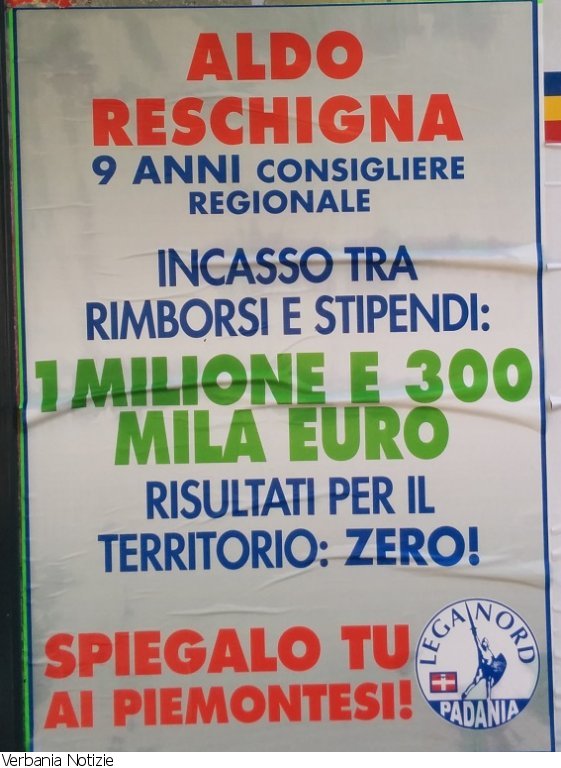 ALDO
RESCHIGNA
9 ANNI CONSIGLIERE
REGIONALE
INCASSO TRA
RIMBORSI E STIPENDI:
1 MILIONE E 300
MILA EURO
RISULTATI PER IL
TERRITORIO: ZERO!
SPIEGALO TU
AI PIEMONTESI!
LEGA NORD
PADANIA
Verbania Notizie